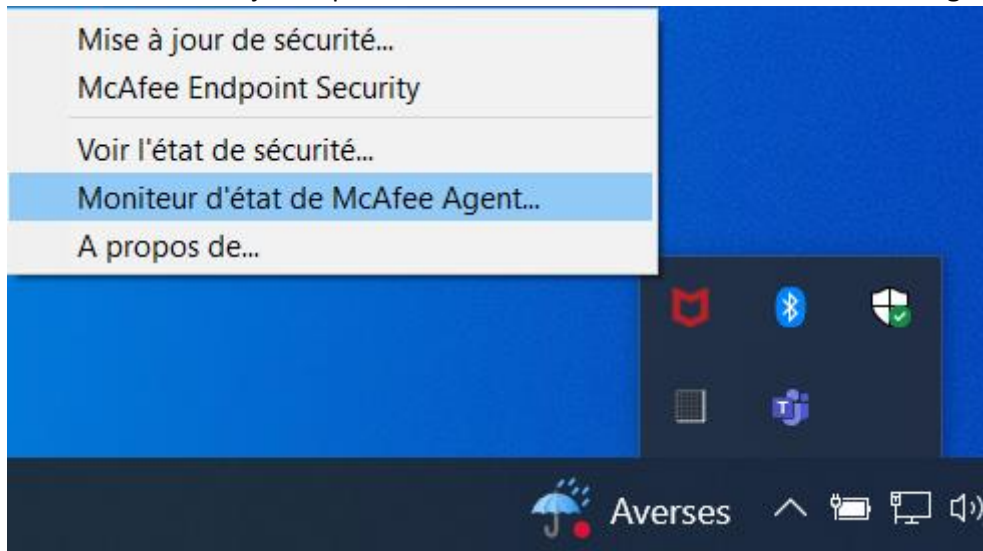 Mise à jour de sécurité...
McAfee Endpoint Security
Voir l'état de sécurité...
Moniteur d'état de McAfee Agent...
A propos de...
Averses